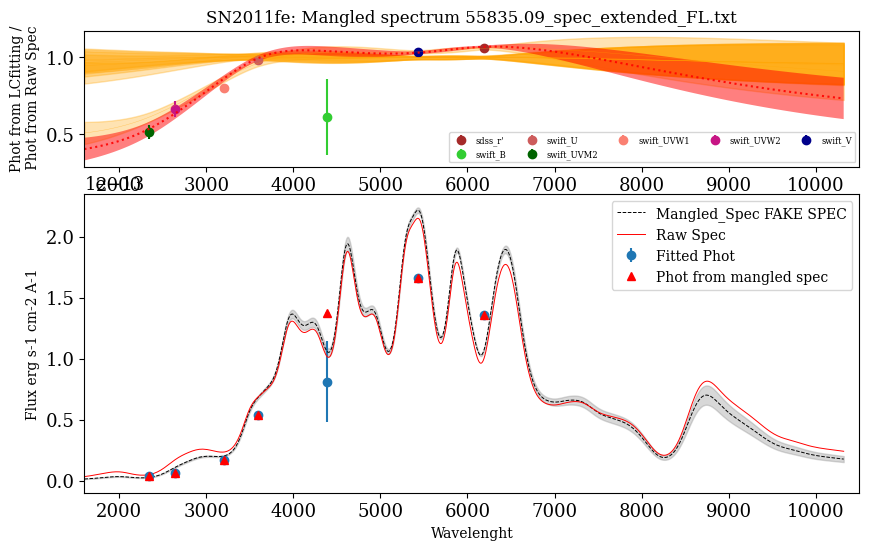 SN2011fe: Mangled spectrum 55835.09_spec_extended_FL.txt
Phot from LCfitting /
Phot from Raw Spec
1.0
0.5
sdss_r'
swift_B
swift_U
swift_UVM2
swift_UVW1
swift_UVW2
swift_V
2000 3000 4000 5000 6000 7000 8000 9000 10000
1e−13
Flux erg s-1 cm-2 A-1
2.0
1.5
1.0
0.5
0.0
Mangled_Spec FAKE SPEC
Raw Spec
Fitted Phot
Phot from mangled spec
2000 3000 4000 5000 6000 7000 8000 9000 10000
Wavelenght